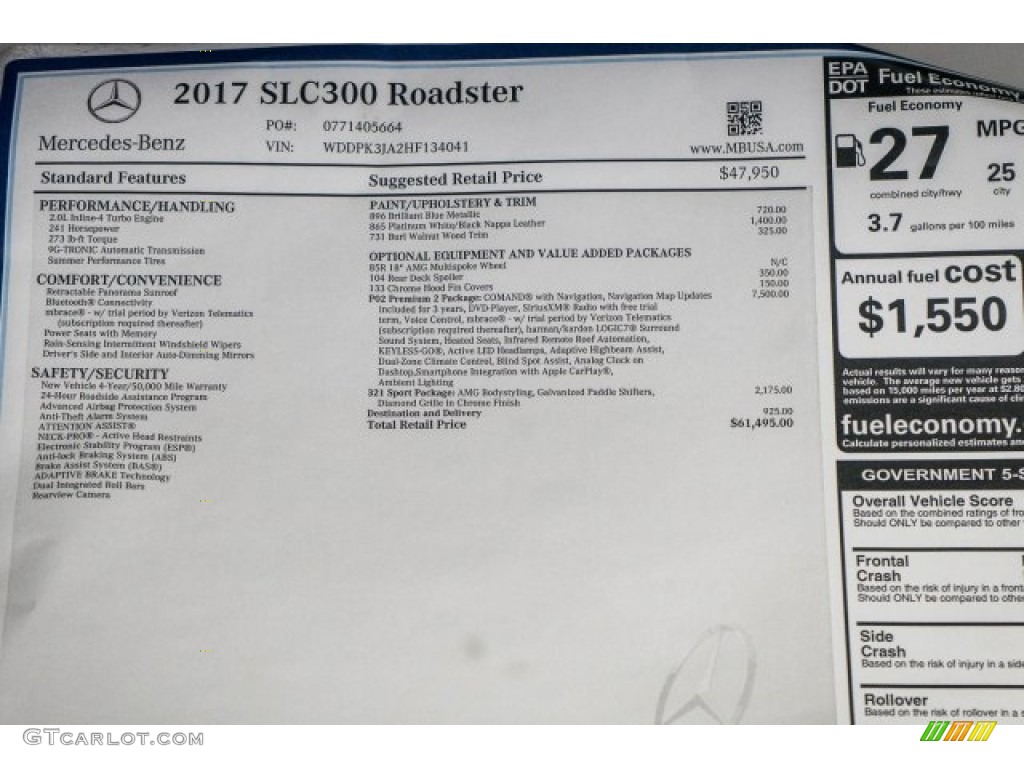 2017 SLC300 Roadster
Mercedes-Benz
PO#: 0771405664
VIN: WDDPK3JA2HF134041
www.MBUSA.com
Standard Features
PERFORMANCE/HANDLING
2.0L Inline-4 Turbo Engine
241 Horsepower
273 lb-ft Torque
9G-TRONIC Automatic Transmission
Summer Performance Tires
COMFORT/CONVENIENCE
Retractable Panorama Sunroof
Bluetooth® Connectivity
mbrace® - w/ trial period by Verizon Telematics
(subscription required thereafter)
Power Seats with Memory
Rain-Sensing Intermittent Windshield Wipers
Driver's Side and Interior Auto-Dimming Mirrors
SAFETY/SECURITY
New Vehicle 4-Year/50,000 Mile Warranty
24-Hour Roadside Assistance Program
Advanced Airbag Protection System
Anti-Theft Alarm System
ATTENTION ASSIST®
NECK-PRO® - Active Head Restraints
Electronic Stability Program (ESP®)
Anti-lock Braking System (ABS)
Brake Assist System (BAS®)
ADAPTIVE BRAKE Technology
Dual Integrated Roll Bars
Rearview Camera
Suggested Retail Price $47,950
PAINT/UPHOLSTERY & TRIM
896 Brilliant Blue Metallic 720.00
865 Platinum White/Black Nappa Leather 1,400.00
731 Burl Walnut Wood Trim 325.00
OPTIONAL EQUIPMENT AND VALUE ADDED PACKAGES
85R 18" AMG Multispoke Wheel N/C
104 Rear Deck Spoiler 350.00
133 Chrome Hood Fin Covers 150.00
P02 Premium 2 Package: COMAND® with Navigation, Navigation Map Updates 7,500.00
included for 3 years, DVD Player, SiriusXM® Radio with free trial
term, Voice Control, mbrace® - w/ trial period by Verizon Telematics
(subscription required thereafter), harman/kardon LOGIC7® Surround
Sound System, Heated Seats, Infrared Remote Roof Automation,
KEYLESS-GO®, Active LED Headlamps, Adaptive Highbeam Assist,
Dual-Zone Climate Control, Blind Spot Assist, Analog Clock on
Dashtop,Smartphone Integration with Apple CarPlay®,
Ambient Lighting
321 Sport Package: AMG Bodystyling, Galvanized Paddle Shifters, 2,175.00
Diamond Grille in Chrome Finish
Destination and Delivery 925.00
Total Retail Price $61,495.00
EPA
DOT
Fuel Economy
These estimates
Fuel Economy
27
MPG
25
combined city/hwy
city
3.7 gallons per 100 miles
Annual fuel cost
$1,550
Actual results will vary for many reasons
vehicle. The average new vehicle gets
based on 15,000 miles per year at
emissions are a significant cause of
fueleconomy.
Calculate personalized estimates
GOVERNMENT 5-S
Overall Vehicle Score
Based on the combined ratings of
Should ONLY be compared to other
Frontal
Crash
Based on the risk of injury in a
Should ONLY be compared to
Side
Crash
Based on the risk of injury in a
Rollover
Based on the risk of rollover in a
GTCARLOT.COM